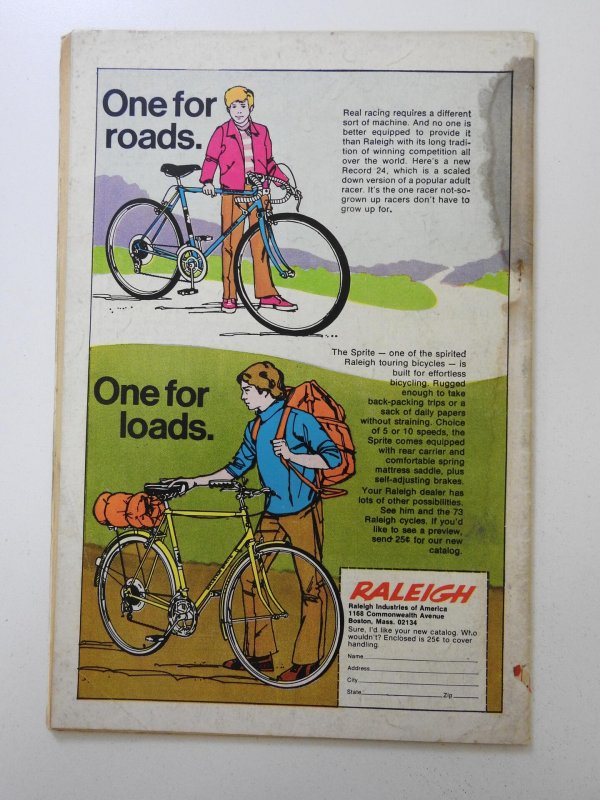 One for
roads.
Real racing requires a different
sort of machine. And no one is
better equipped to provide it
than Raleigh with its long tradi-
tion of winning competition all
over the world. Here's a new
Record 24, which is a scaled
down version of a popular adult
racer. It's the one racer not-so-
grown up racers don't have to
grow up for.
The Sprite — one of the spirited
Raleigh touring bicycles — is
built for effortless
bicycling. Rugged
enough to take
back-packing trips or a
sack of daily papers
without straining. Choice
of 5 or 10 speeds, the
Sprite comes equipped
with rear carrier and
comfortable spring
mattress saddle, plus
self-adjusting brakes.
Your Raleigh dealer has
lots of other possibilities.
See him and the 73
Raleigh cycles. If you'd
like to see a preview,
send 25¢ for our new
catalog.
One for
loads.
RALEIGH
Raleigh Industries of America
1168 Commonwealth Avenue
Boston, Mass. 02134
Sure, I'd like your new catalog. Who
wouldn't? Enclosed is 25¢ to cover
handling.
Name
Address
City
State Zip